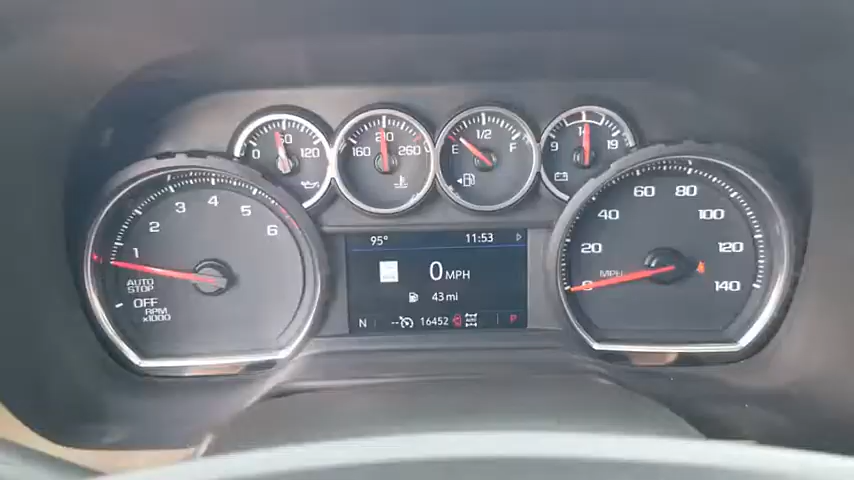 0 60 120
160 210 260
E 1/2 F
9 14 19
1 2 3 4 5 6
AUTO
STOP
OFF
RPM
x1000
95° 11:53
0 MPH
43 mi
N -- 16452 AUTO P
0 20 40 60 80 100 120 140
MPH